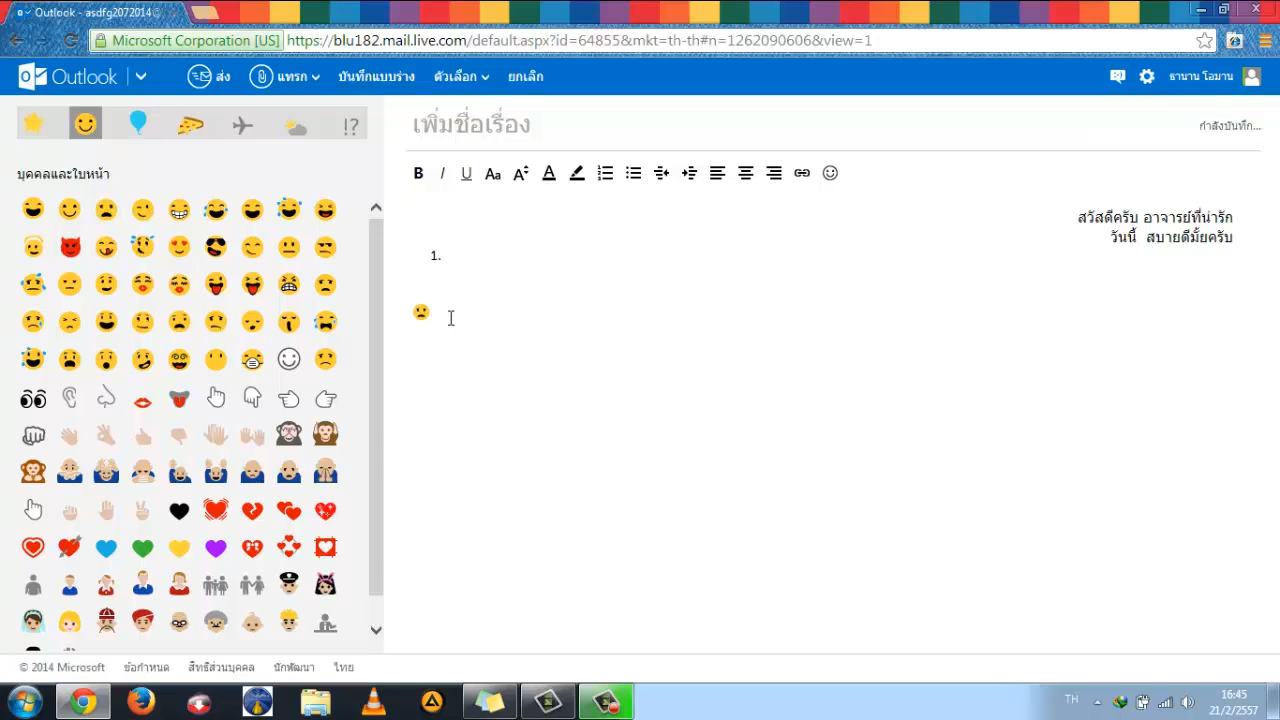 Outlook - asdfg2072014@
Microsoft Corporation [US] https://blu182.mail.live.com/default.aspx?id=64855&mkt=th-th#n=1262090606&view=1
Outlook ส่ง แทรก บันทึกแบบร่าง ตัวเลือก ยกเลิก ธานาน โอมาน
!?
เพิ่มชื่อเรื่อง
กำลังบันทึก...
บุคคลและใบหน้า
B I U Aa A A
สวัสดีครับ อาจารย์ที่น่ารัก
วันนี้ สบายดีมั้ยครับ
1.
© 2014 Microsoft ข้อกำหนด สิทธิส่วนบุคคล นักพัฒนา ไทย
TH
16:45
21/2/2557